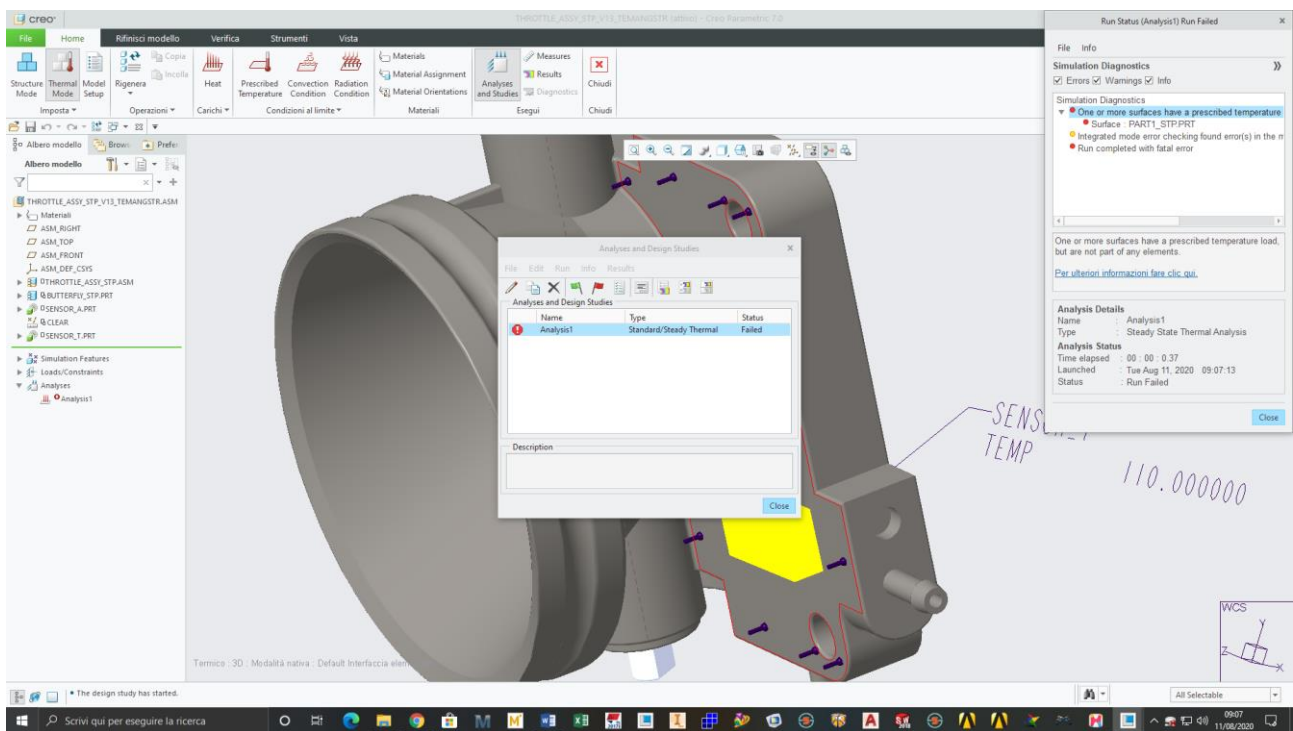 creo·
THROTTLE_ASSY_STP_V13_TEMANGSTR (attivo) - Creo Parametric 7.0
File Home Rifinisci modello Verifica Strumenti Vista
Structure Mode
Thermal Mode
Model Setup
Rigenera
Copia
Incolla
Heat
Prescribed Temperature
Convection Condition
Radiation Condition
Materials
Material Assignment
Material Orientations
Analyses and Studies
Measures
Results
Diagnostics
Chiudi
Imposta Operazioni Carichi Condizioni al limite Materiali Esegui Chiudi
Albero modello Brows Prefer
Albero modello
THROTTLE_ASSY_STP_V13_TEMANGSTR.ASM
Materiali
ASM_RIGHT
ASM_TOP
ASM_FRONT
ASM_DEF_CSYS
THROTTLE_ASSY_STP.ASM
BUTTERFLY_STP.PRT
SENSOR_A.PRT
CLEAR
SENSOR_T.PRT
Simulation Features
Loads/Constraints
Analyses
Analysis1
Analyses and Design Studies
File Edit Run Info Results
Analyses and Design Studies
Name Type Status
Analysis1 Standard/Steady Thermal Failed
Description
Close
Run Status (Analysis1) Run Failed
File Info
Simulation Diagnostics
Errors Warnings Info
Simulation Diagnostics
One or more surfaces have a prescribed temperature
Surface : PART1_STP.PRT
Integrated mode error checking found error(s) in the m
Run completed with fatal error
One or more surfaces have a prescribed temperature load,
but are not part of any elements.
Per ulteriori informazioni fare clic qui.
Analysis Details
Name : Analysis1
Type : Steady State Thermal Analysis
Analysis Status
Time elapsed : 00 : 00 : 0.37
Launched : Tue Aug 11, 2020 09:07:13
Status : Run Failed
Close
TEMP
110.000000
WCS
Y
Z
X
Termico : 3D : Modalità nativa : Default Interfaccia elem
The design study has started.
All Selectable
Scrivi qui per eseguire la ricerca
09:07
11/08/2020